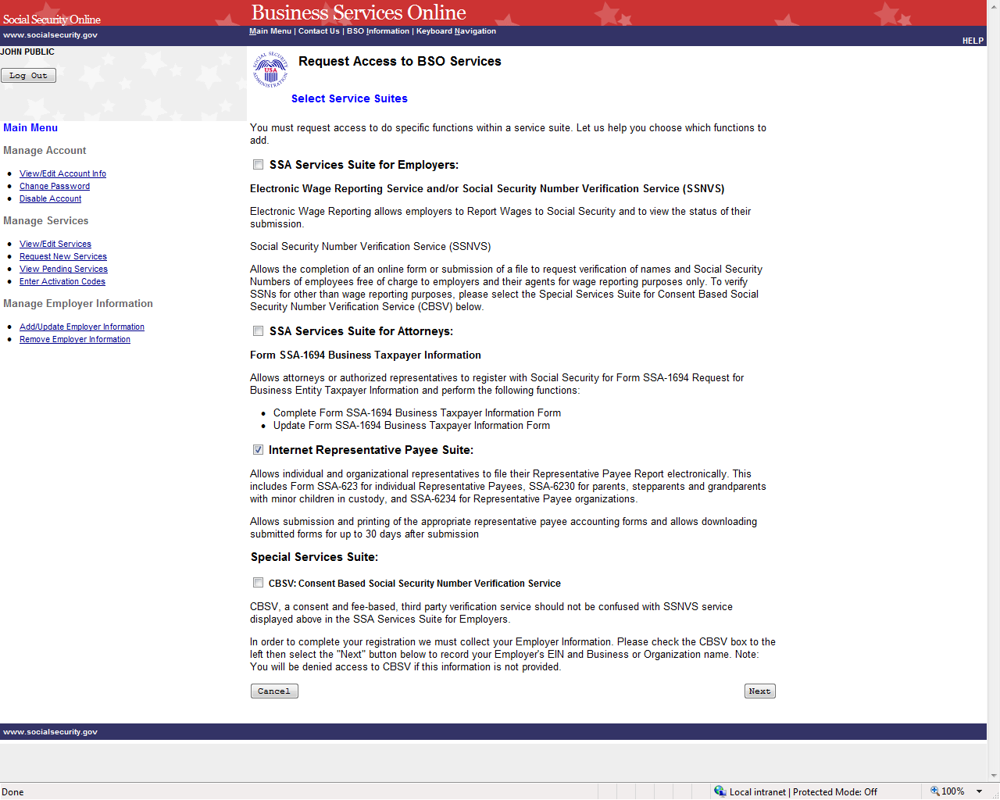 Social Security Online
Business Services Online
www.socialsecurity.gov
Main Menu | Contact Us | BSO Information | Keyboard Navigation
HELP
JOHN PUBLIC
Log Out
SOCIAL SECURITY ADMINISTRATION
USA
Request Access to BSO Services
Select Service Suites
Main Menu
Manage Account
View/Edit Account Info
Change Password
Disable Account
Manage Services
View/Edit Services
Request New Services
View Pending Services
Enter Activation Codes
Manage Employer Information
Add/Update Employer Information
Remove Employer Information
You must request access to do specific functions within a service suite. Let us help you choose which functions to
add.
SSA Services Suite for Employers:
Electronic Wage Reporting Service and/or Social Security Number Verification Service (SSNVS)
Electronic Wage Reporting allows employers to Report Wages to Social Security and to view the status of their
submission.
Social Security Number Verification Service (SSNVS)
Allows the completion of an online form or submission of a file to request verification of names and Social Security
Numbers of employees free of charge to employers and their agents for wage reporting purposes only. To verify
SSNs for other than wage reporting purposes, please select the Special Services Suite for Consent Based Social
Security Number Verification Service (CBSV) below.
SSA Services Suite for Attorneys:
Form SSA-1694 Business Taxpayer Information
Allows attorneys or authorized representatives to register with Social Security for Form SSA-1694 Request for
Business Entity Taxpayer Information and perform the following functions:
Complete Form SSA-1694 Business Taxpayer Information Form
Update Form SSA-1694 Business Taxpayer Information Form
Internet Representative Payee Suite:
Allows individual and organizational representatives to file their Representative Payee Report electronically. This
includes Form SSA-623 for individual Representative Payees, SSA-6230 for parents, stepparents and grandparents
with minor children in custody, and SSA-6234 for Representative Payee organizations.
Allows submission and printing of the appropriate representative payee accounting forms and allows downloading
submitted forms for up to 30 days after submission
Special Services Suite:
CBSV: Consent Based Social Security Number Verification Service
CBSV, a consent and fee-based, third party verification service should not be confused with SSNVS service
displayed above in the SSA Services Suite for Employers.
In order to complete your registration we must collect your Employer Information. Please check the CBSV box to the
left then select the "Next" button below to record your Employer's EIN and Business or Organization name. Note:
You will be denied access to CBSV if this information is not provided.
Cancel
Next
www.socialsecurity.gov
Done
Local intranet | Protected Mode: Off
100%